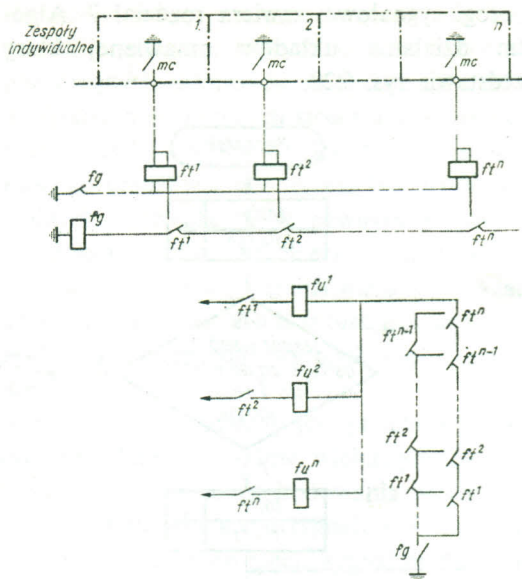 Zespoły
indywidualne
1.
2
n
mc
mc
mc
fg
ft¹
ft²
ftⁿ
fg
ft¹
ft²
ftⁿ
fu¹
ft¹
ftⁿ
ftⁿ⁻¹
ftⁿ⁻¹
fu²
ft²
ft²
ft²
fuⁿ
ftⁿ
ft¹
ft¹
fg